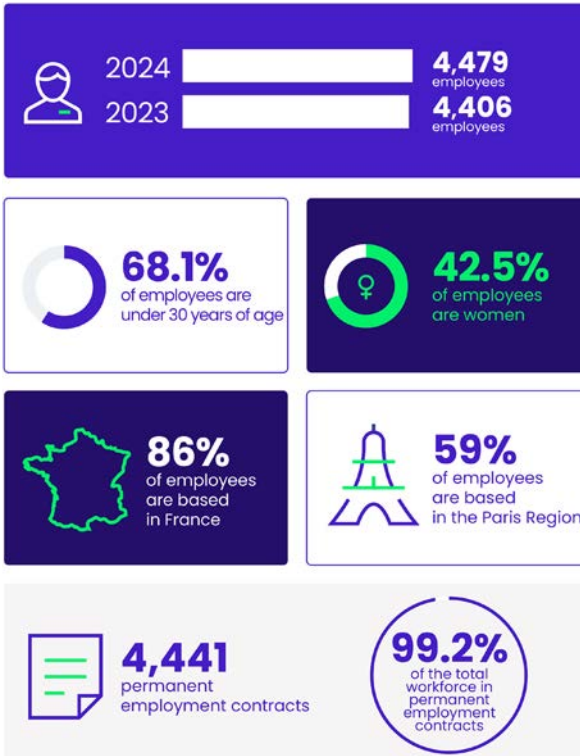 2024
4,479
employees
2023
4,406
employees
68.1%
of employees are
under 30 years of age
42.5%
of employees
are women
86%
of employees
are based
in France
59%
of employees
are based
in the Paris Region
4,441
permanent
employment contracts
99.2%
of the total
workforce in
permanent
employment
contracts